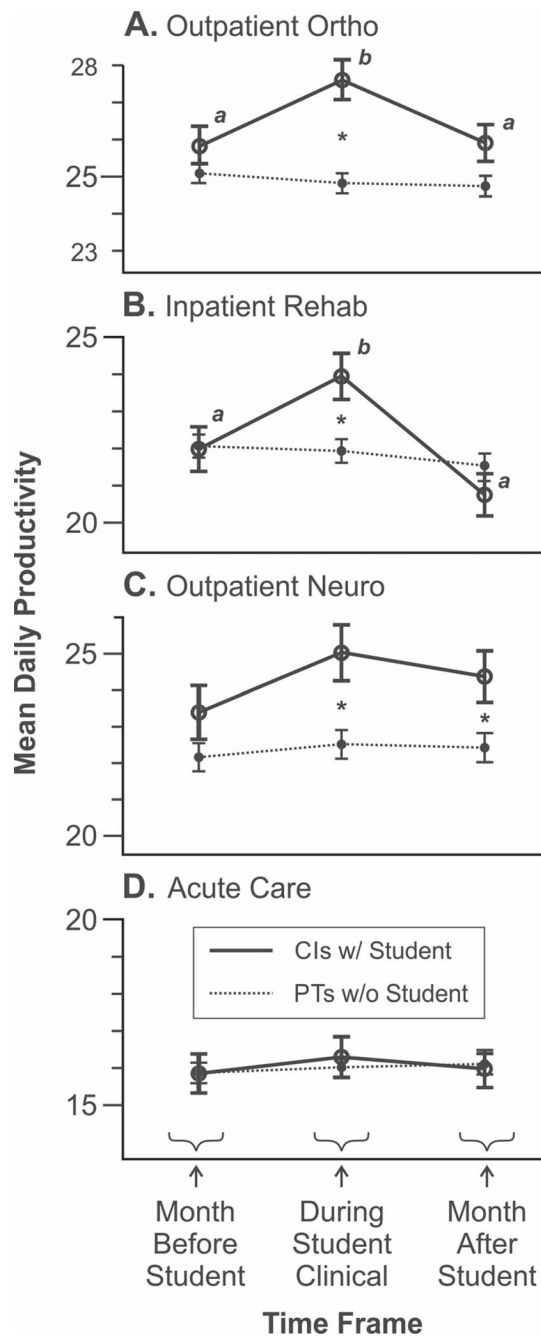 A. Outpatient Ortho
28
b
a
a
*
25
23
B. Inpatient Rehab
25
b
a
*
a
20
Mean Daily Productivity
C. Outpatient Neuro
25
*
*
20
D. Acute Care
20
CIs w/ Student
PTs w/o Student
15
Month
Before
Student
During
Student
Clinical
Month
After
Student
Time Frame